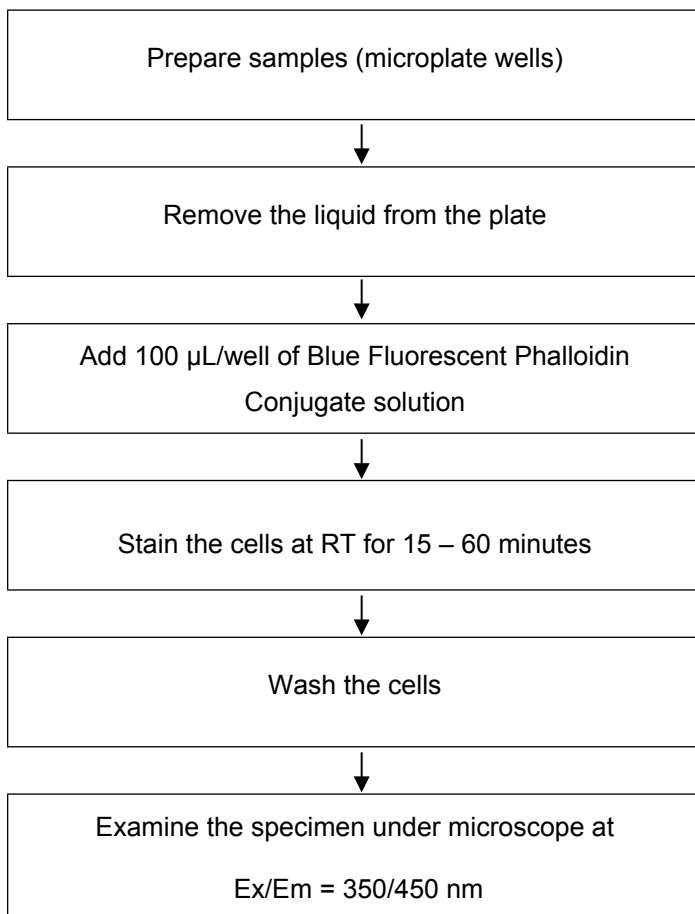 Prepare samples (microplate wells)
Remove the liquid from the plate
Add 100 µL/well of Blue Fluorescent Phalloidin
Conjugate solution
Stain the cells at RT for 15 – 60 minutes
Wash the cells
Examine the specimen under microscope at
Ex/Em = 350/450 nm